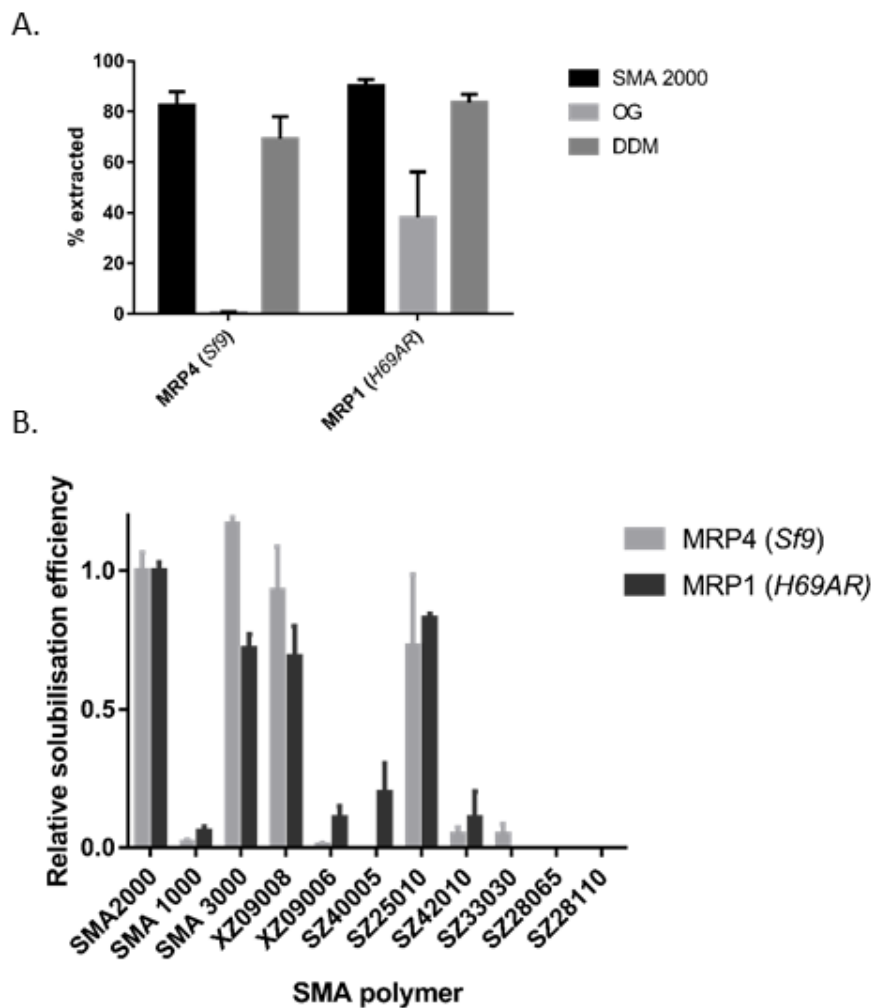 A.
100
80
60
40
20
0
% extracted
MRP4 (Sf9)
MRP1 (H69AR)
SMA 2000
OG
DDM
B.
1.0
0.5
0.0
Relative solubilisation efficiency
MRP4 (Sf9)
MRP1 (H69AR)
SMA2000
SMA 1000
SMA 3000
XZ09008
XZ09006
SZ40005
SZ25010
SZ42010
SZ33030
SZ28065
SZ28110
SMA polymer